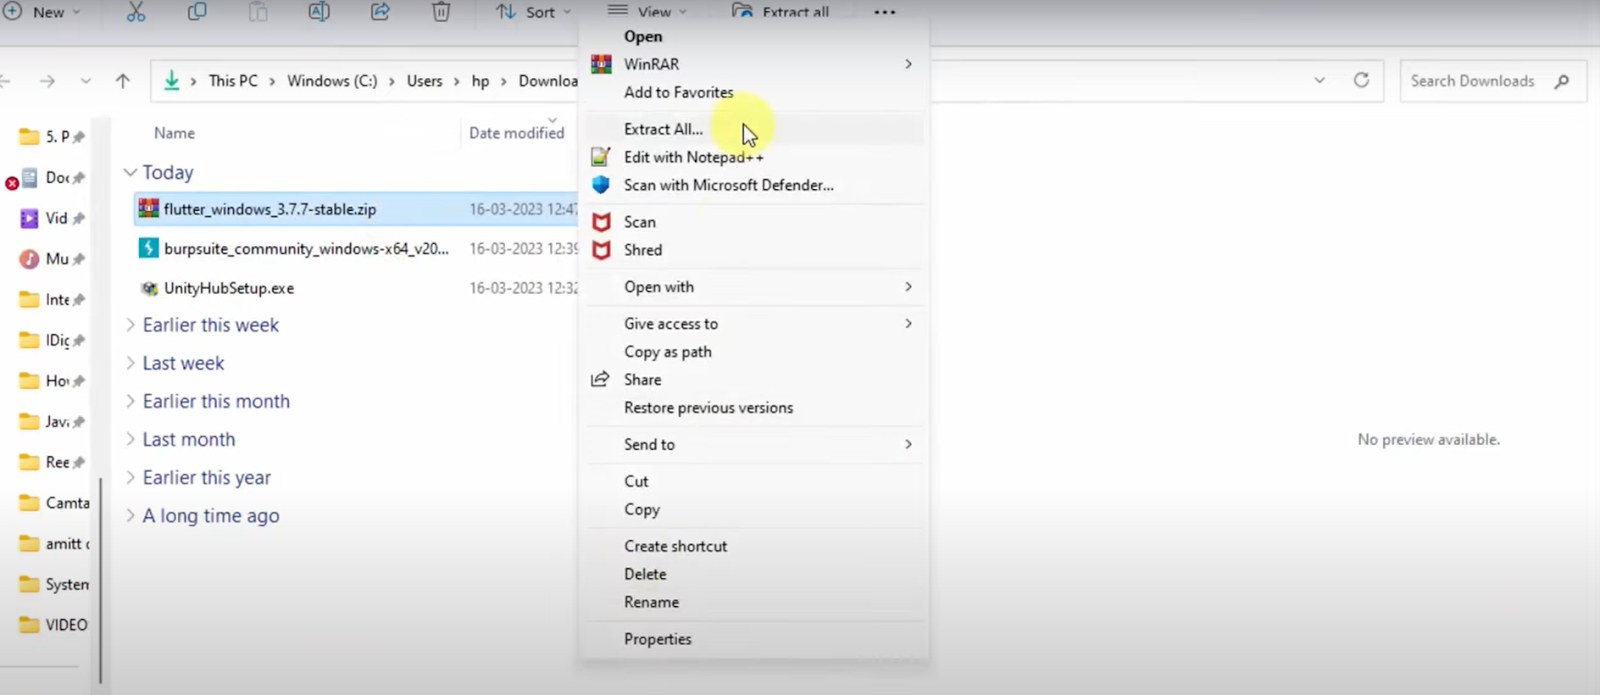 New
Sort
View
Extract all
This PC > Windows (C:) > Users > hp > Downloa
Search Downloads
5. P
Doc
Vid
Mu
Inte
IDig
Hov
Java
Ree
Camta
amitt
System
VIDEO
Name
Date modified
Today
flutter_windows_3.7.7-stable.zip 16-03-2023 12:47
burpsuite_community_windows-x64_v20... 16-03-2023 12:39
UnityHubSetup.exe 16-03-2023 12:32
Earlier this week
Last week
Earlier this month
Last month
Earlier this year
A long time ago
Open
WinRAR
Add to Favorites
Extract All...
Edit with Notepad++
Scan with Microsoft Defender...
Scan
Shred
Open with
Give access to
Copy as path
Share
Restore previous versions
Send to
Cut
Copy
Create shortcut
Delete
Rename
Properties
No preview available.